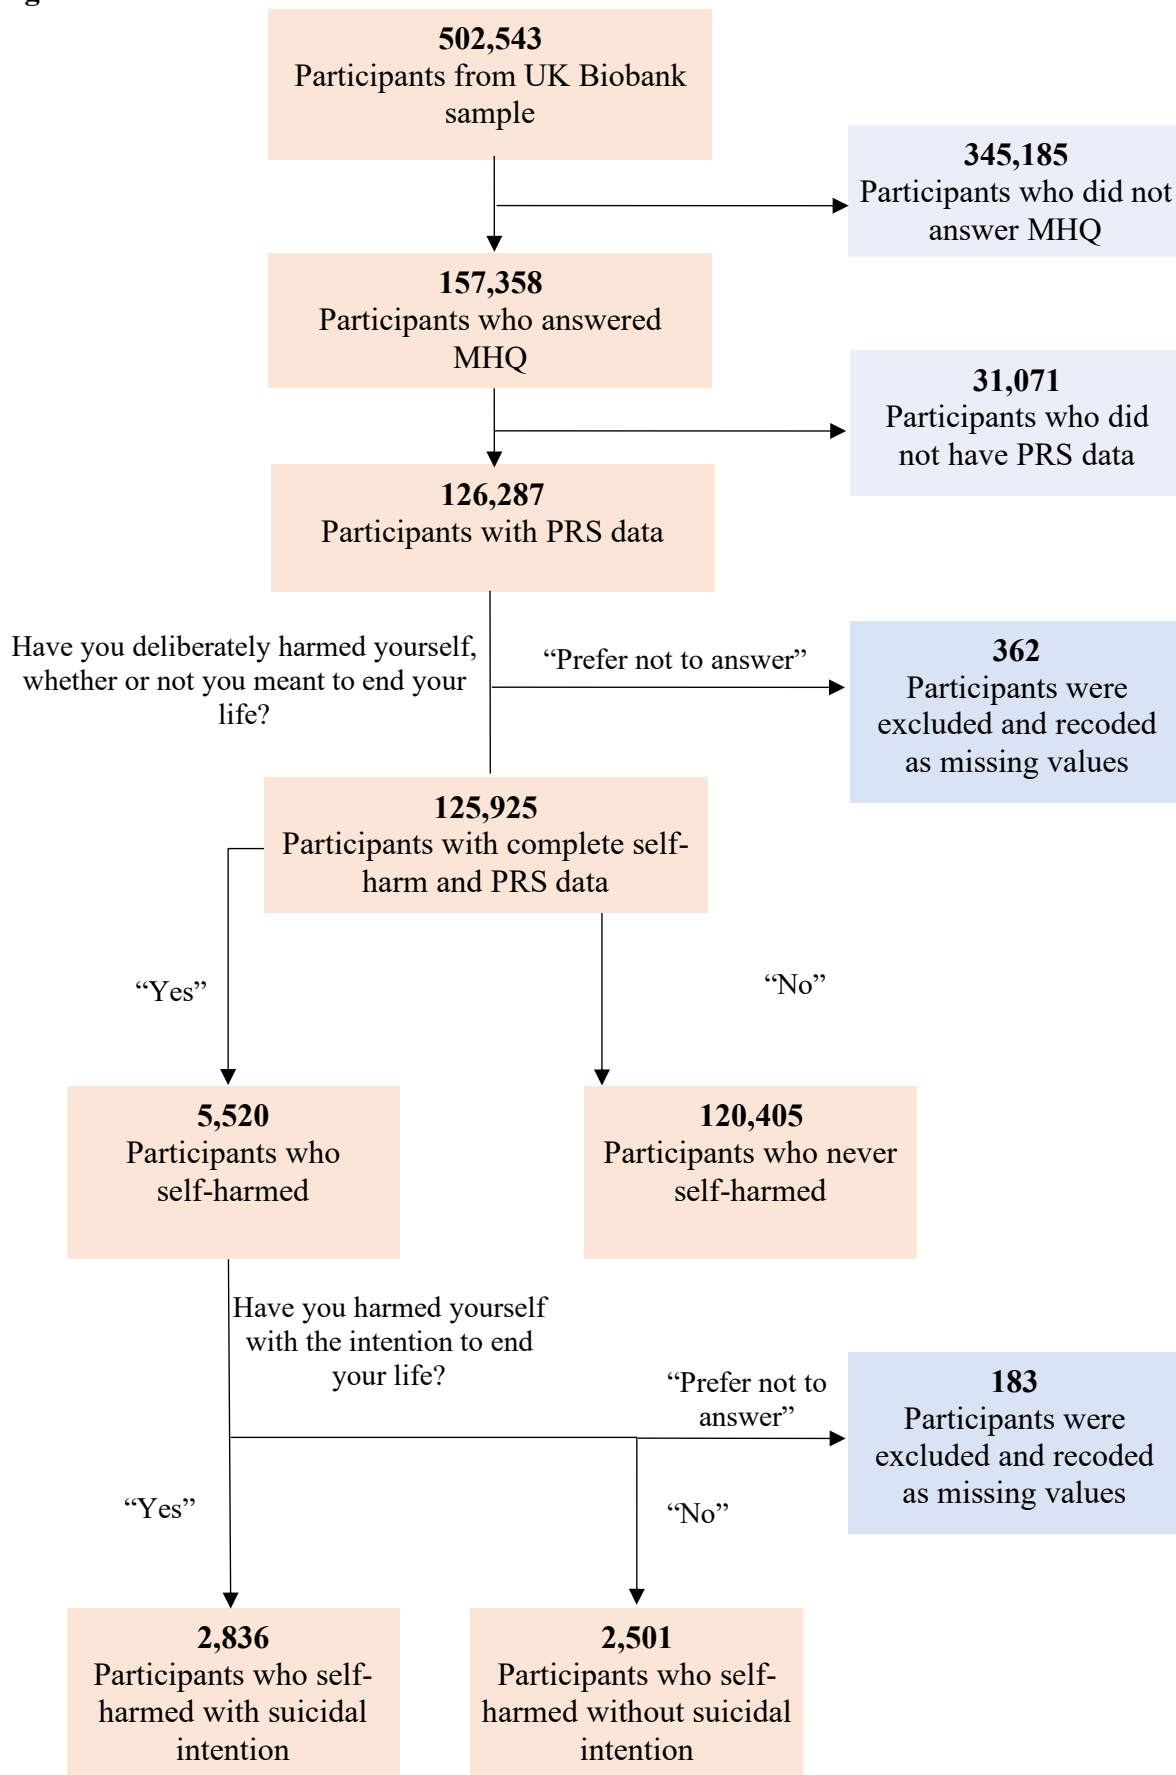 502,543
Participants from UK Biobank
sample
345,185
Participants who did not
answer MHQ
157,358
Participants who answered
MHQ
31,071
Participants who did
not have PRS data
126,287
Participants with PRS data
Have you deliberately harmed yourself,
whether or not you meant to end your
life?
“Prefer not to answer”
362
Participants were
excluded and recoded
as missing values
125,925
Participants with complete self-
harm and PRS data
“Yes”
“No”
5,520
Participants who
self-harmed
120,405
Participants who never
self-harmed
Have you harmed yourself
with the intention to end
your life?
“Prefer not to
answer”
183
Participants were
excluded and recoded
as missing values
“Yes”
“No”
2,836
Participants who self-
harmed with suicidal
intention
2,501
Participants who self-
harmed without suicidal
intention